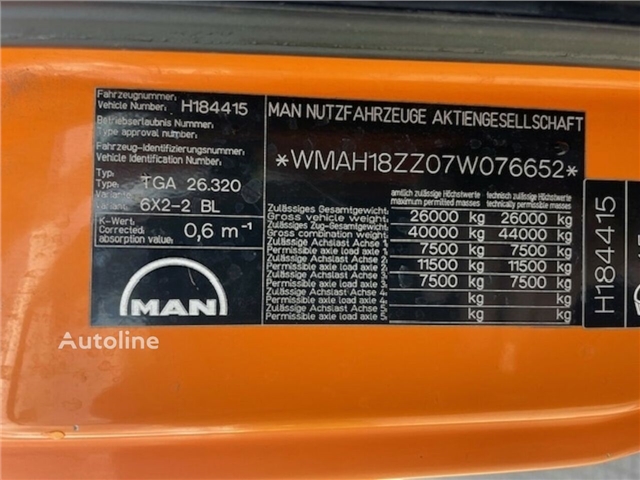 Fahrzeugnummer:
Vehicle Number: H184415
Betriebserlaubnis Nummer:
Type approval number:
Fahrzeug-Identifizierungsnummer:
Vehicle Identification Number:
Typ:
Type: TGA 26.320
Variante:
Variant: 6X2-2 BL
K-Wert:
Corrected absorption value: 0,6 m⁻¹
MAN
MAN NUTZFAHRZEUGE AKTIENGESELLSCHAFT
*WMAH18ZZ07W076652*
amtlich zulässige Höchstwerte technisch zulässige Höchstwerte
maximum permitted masses technically permissible masses
Zulässiges Gesamtgewicht:
Gross vehicle weight: 26000 kg 26000 kg
Zulässiges Zug-Gesamtgewicht:
Gross combination weight: 40000 kg 44000 kg
Zulässige Achslast Achse 1:
Permissible axle load axle 1: 7500 kg 7500 kg
Zulässige Achslast Achse 2:
Permissible axle load axle 2: 11500 kg 11500 kg
Zulässige Achslast Achse 3:
Permissible axle load axle 3: 7500 kg 7500 kg
Zulässige Achslast Achse 4:
Permissible axle load axle 4: kg kg
Zulässige Achslast Achse 5:
Permissible axle load axle 5: kg kg
H184415
Autoline